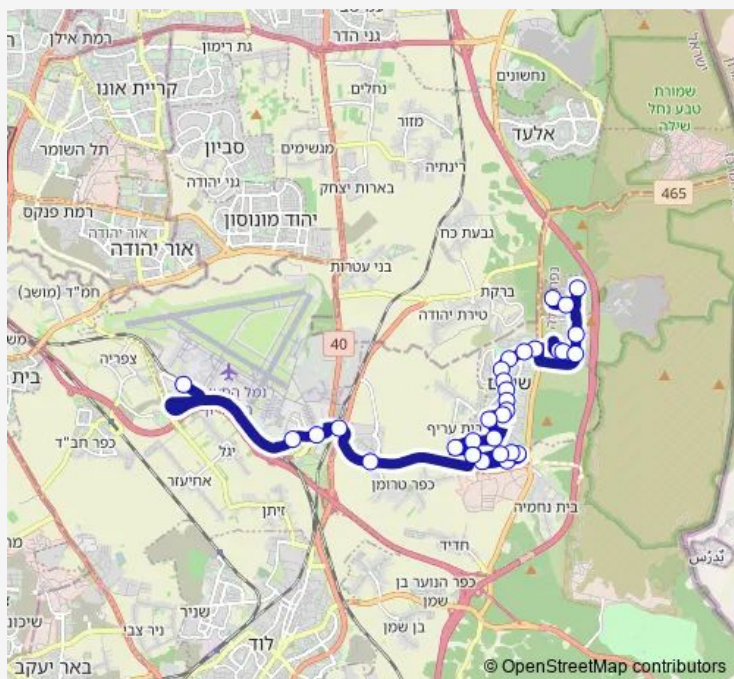 רמת אילן
גני הדר
גת רימון
קריית אונו
נחשונים
נחלים
שמורת
טבע נחל
שילה
ישראל
מזור
אלעד
תל השומר
סביון
מגשימים
רינתיה
גני יהודה
בארות יצחק
465
רמת פנקס
יהוד מונוסון
אור יהודה
אור יהודה
גבעת כח
בני עטרות
חמ"ד (מושב)
ברקת
טירת יהודה
40
צפריה
בית
כפר חב"ד
יגל
בית עריף
אחיעזר
כפר טרומן
זיתן
בית נחמיה
חדיד
כפר הנוער בן
שמן
שניר
בן שמן
ניר צבי
לוד
באר יעקב
© OpenStreetMap contributors